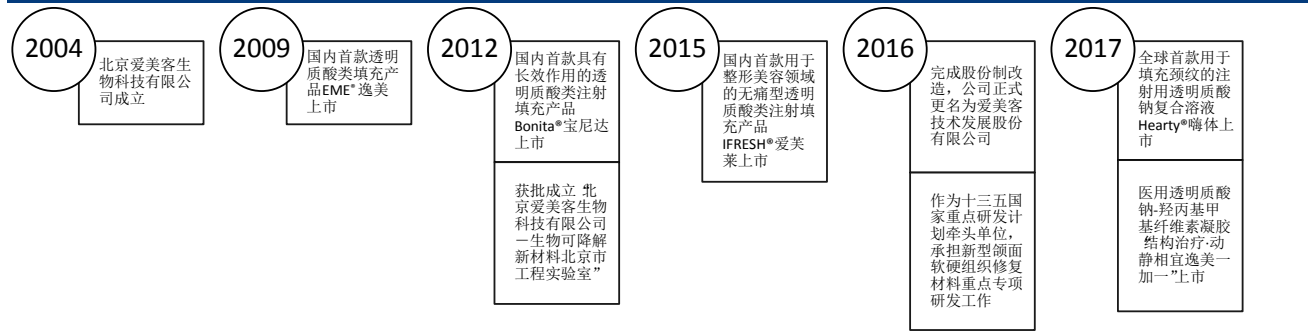 2004
北京爱美客生
物科技有限公
司成立
2009
国内首款透明
质酸类填充产
品EME®逸美
上市
2012
国内首款具有
长效作用的透
明质酸类注射
填充产品
Bonita®宝尼达
上市
获批成立“北
京爱美客生物
科技有限公司
－生物可降解
新材料北京市
工程实验室”
2015
国内首款用于
整形美容领域
的无痛型透明
质酸类注射填
充产品
IFRESH®爱芙
莱上市
2016
完成股份制改
造，公司正式
更名为爱美客
技术发展股份
有限公司
作为十三五国
家重点研发计
划牵头单位，
承担新型颌面
软硬组织修复
材料重点专项
研发工作
2017
全球首款用于
填充颈纹的注
射用透明质酸
钠复合溶液
Hearty®嗨体上
市
医用透明质酸
钠-羟丙基甲
基纤维素凝胶
“结构治疗·动
静相宜逸美一
加一”上市